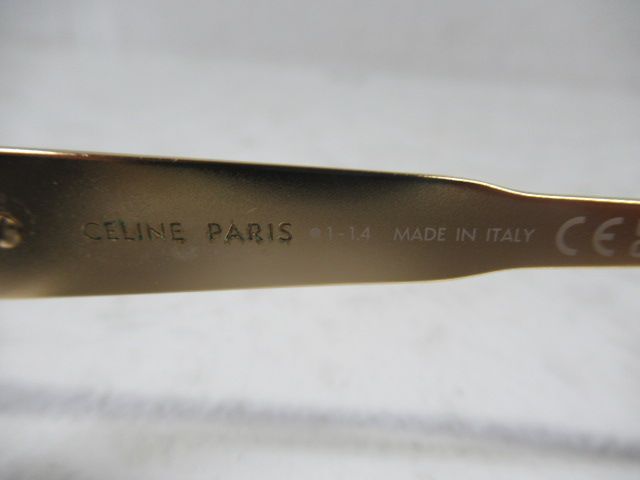 CELINE PARIS ●1-1.4 MADE IN ITALY CE